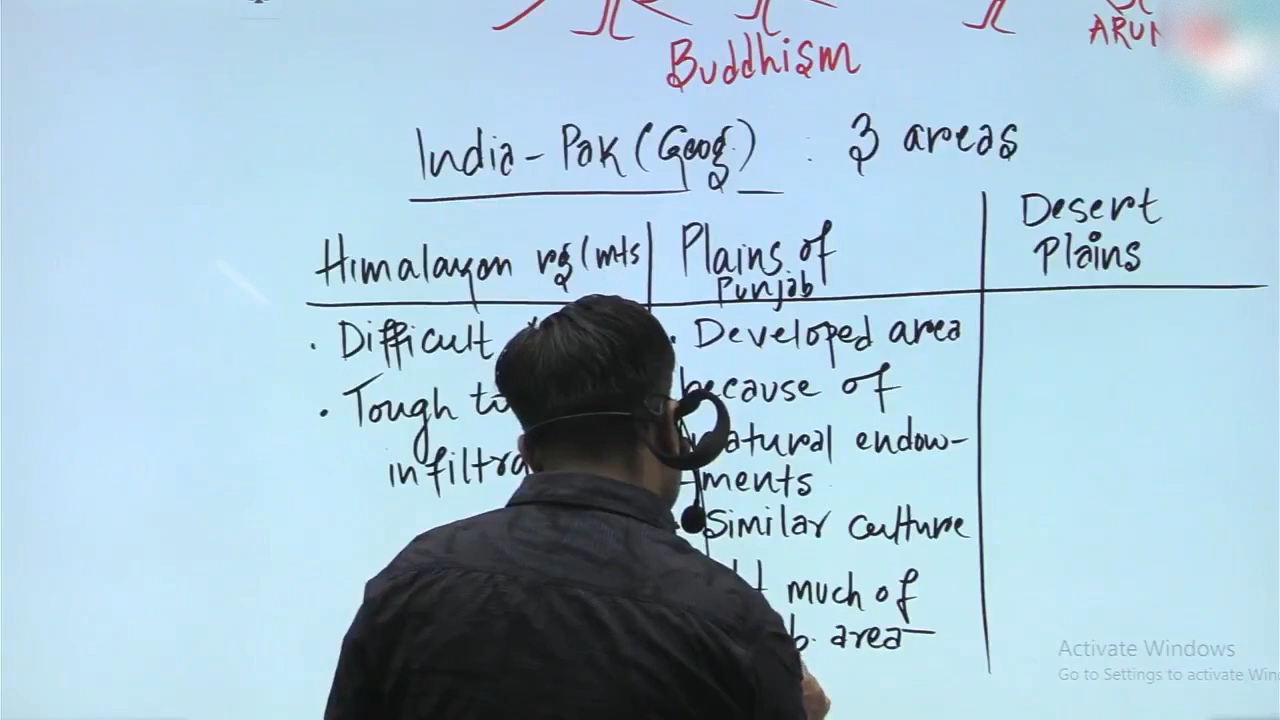 Buddhism
India - Pak (Geog.) : 3 areas
Himalayan rg (mts
Plains of
Punjab
Desert
Plains
. Difficult
. Tough to
infiltra
. Developed area
because of
natural endow-
-ments
Similar culture
much of
area
Activate Windows
Go to Settings to activate Win